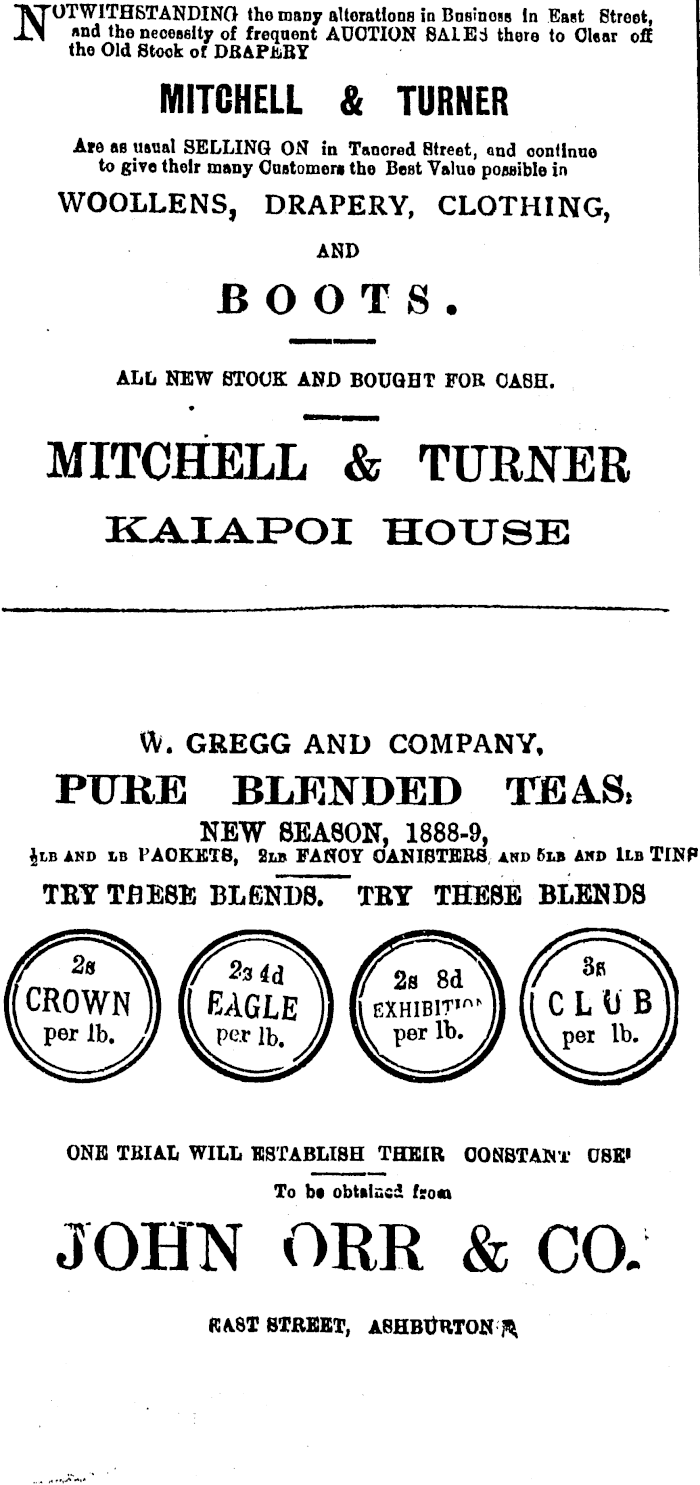 NOTWITHSTANDING the many alterations in Business in East Street,
and the necessity of frequent AUCTION SALES there to Clear off
the Old Stock of DRAPERY
MITCHELL & TURNER
Are as usual SELLING ON in Tancred Street, and continue
to give their many Customers the Best Value possible in
WOOLLENS, DRAPERY, CLOTHING,
AND
BOOTS.
ALL NEW STOCK AND BOUGHT FOR CASH.
MITCHELL & TURNER
KAIAPOI HOUSE
W. GREGG AND COMPANY.
PURE BLENDED TEAS.
NEW SEASON, 1888-9,
½LB AND LB PACKETS, 2LB FANCY CANISTERS, AND 5LB AND 1LB TINS
TRY THESE BLENDS. TRY THESE BLENDS
2s
CROWN
per lb.
2s 4d
EAGLE
per lb.
2s 8d
EXHIBITION
per lb.
3s
CLUB
per lb.
ONE TRIAL WILL ESTABLISH THEIR CONSTANT USE!
To be obtained from
JOHN ORR & CO.
EAST STREET, ASHBURTON